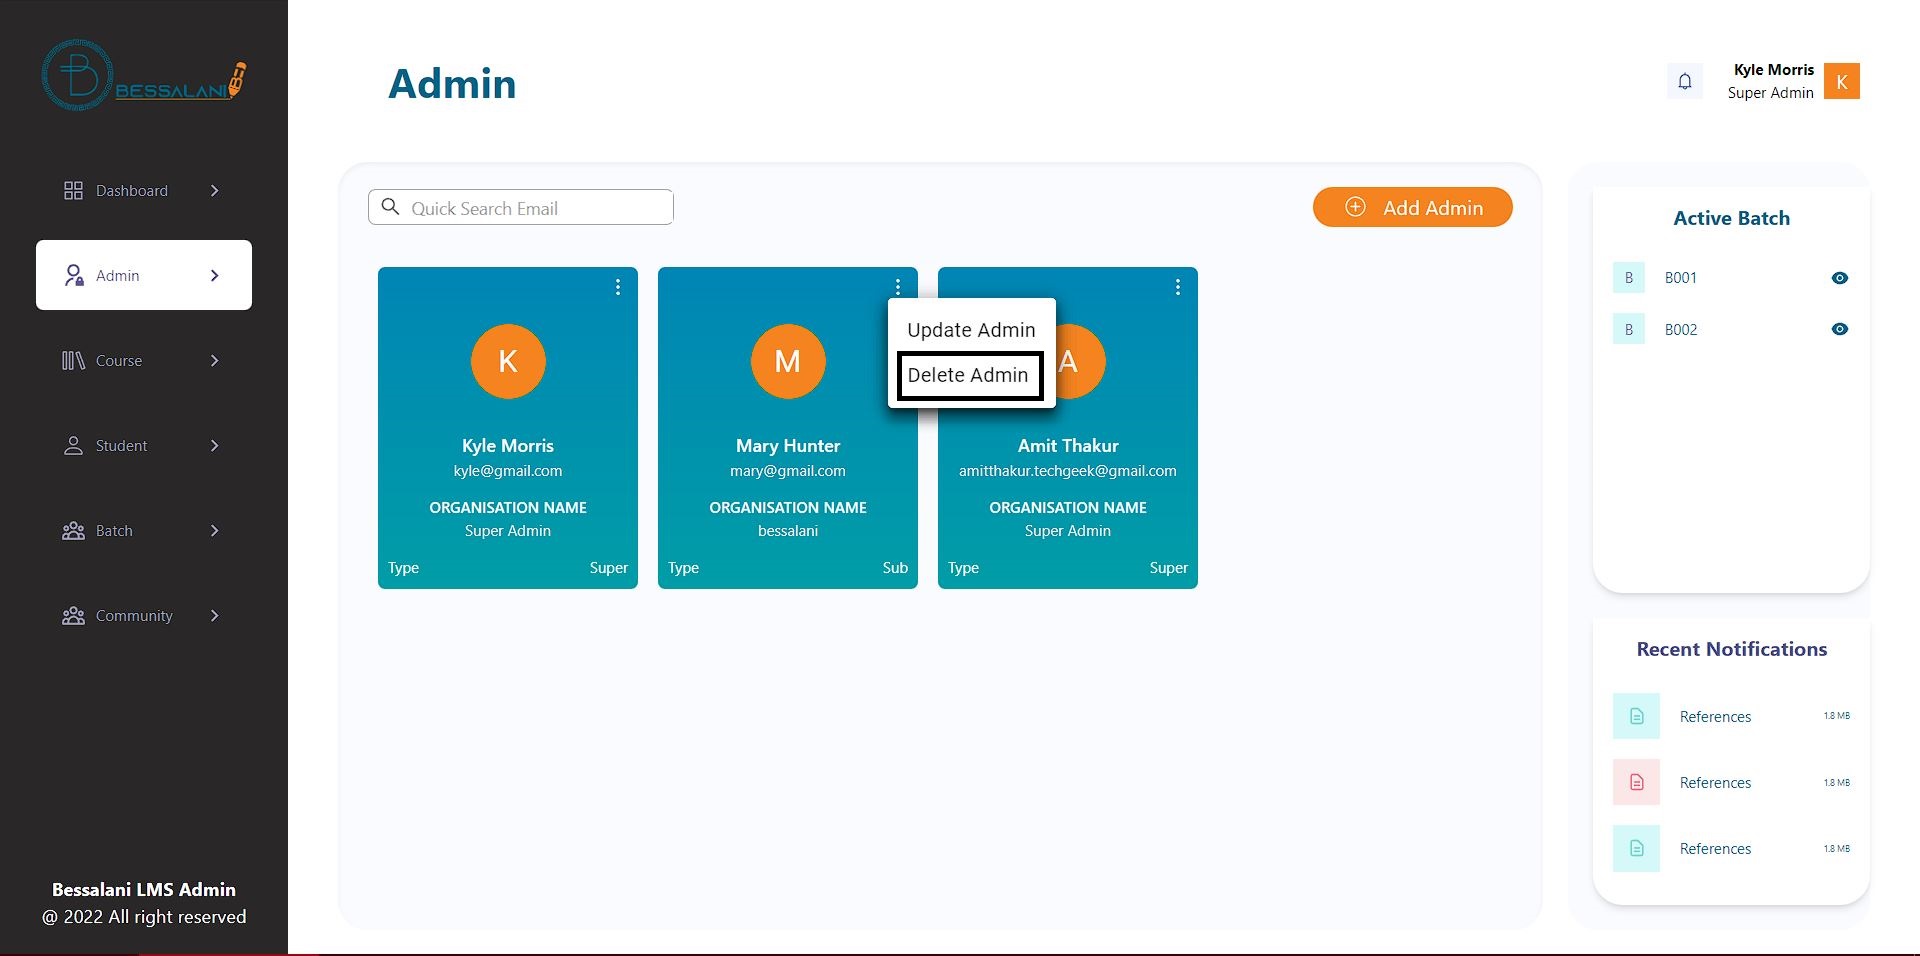 BESSALANI
Dashboard
Admin
Course
Student
Batch
Community
Bessalani LMS Admin
@ 2022 All right reserved
Admin
Kyle Morris
Super Admin
K
Quick Search Email
Add Admin
K
Kyle Morris
kyle@gmail.com
ORGANISATION NAME
Super Admin
Type Super
M
Mary Hunter
mary@gmail.com
ORGANISATION NAME
bessalani
Type Sub
Update Admin
Delete Admin
A
Amit Thakur
amitthakur.techgeek@gmail.com
ORGANISATION NAME
Super Admin
Type Super
Active Batch
B B001
B B002
Recent Notifications
References 1.8 MB
References 1.8 MB
References 1.8 MB